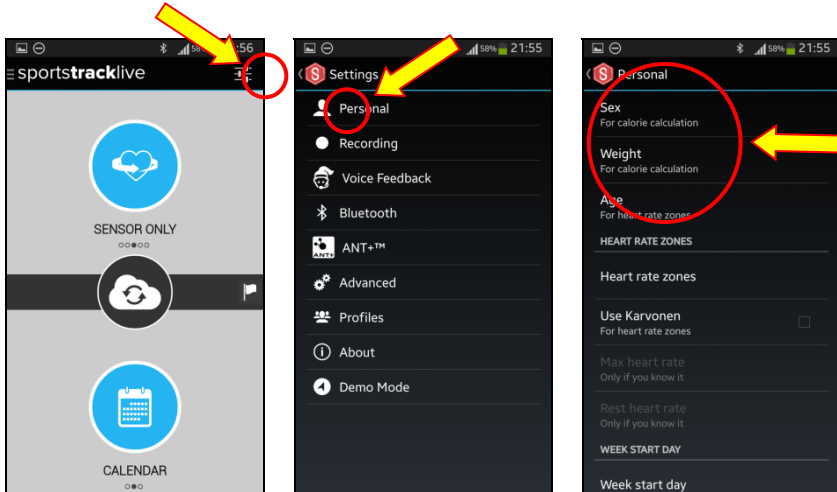 :56
sportstracklive
SENSOR ONLY
CALENDAR
58% 21:55
S Settings
Personal
Recording
Voice Feedback
Bluetooth
ANT+ ANT+™
Advanced
Profiles
About
Demo Mode
58% 21:55
S Personal
Sex
For calorie calculation
Weight
For calorie calculation
Age
For heart rate zones
HEART RATE ZONES
Heart rate zones
Use Karvonen
For heart rate zones
Max heart rate
Only if you know it
Rest heart rate
Only if you know it
WEEK START DAY
Week start day